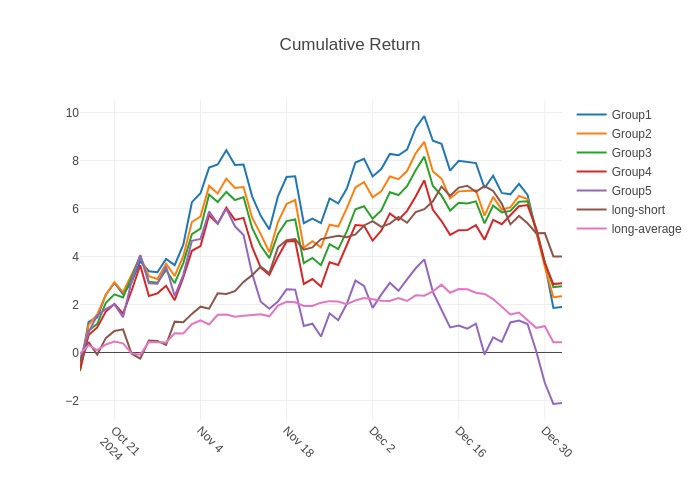 Cumulative Return
10
8
6
4
2
0
−2
Oct 21
2024
Nov 4
Nov 18
Dec 2
Dec 16
Dec 30
Group1
Group2
Group3
Group4
Group5
long-short
long-average